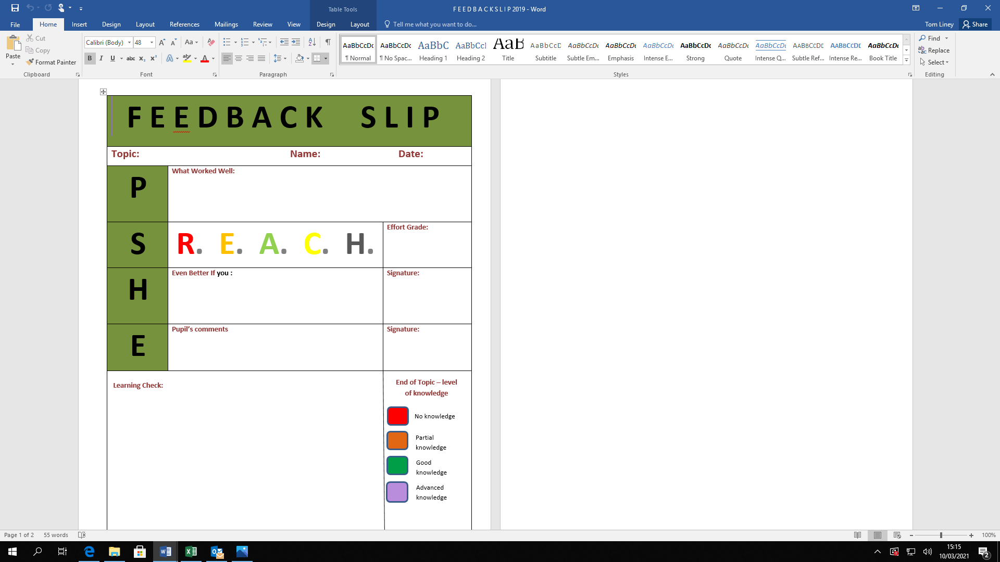 Table Tools
F E E D B A C K S L I P 2019 - Word
File Home Insert Design Layout References Mailings Review View Design Layout Tell me what you want to do... Tom Liney Share
Paste
Cut
Copy
Format Painter
Clipboard
Calibri (Body) 48
Aa
B I U abc x₂ x² A ab A
Font
Paragraph
AaBbCcDc AaBbCcDc AaBbC AaBbCcI AaB AaBbCcD AaBbCcDc AaBbCcDc AaBbCcDc AaBbCcDc AaBbCcDc AaBbCcDc AABBCCDE AABBCCDE AaBbCcDc
¶ Normal ¶ No Spac... Heading 1 Heading 2 Title Subtitle Subtle Em... Emphasis Intense E... Strong Quote Intense Q... Subtle Ref... Intense Re... Book Title
Styles
Find
Replace
Select
Editing
F E E D B A C K S L I P
Topic: Name: Date:
P
What Worked Well:
S
R. E. A. C. H.
Effort Grade:
H
Even Better If you :
Signature:
E
Pupil’s comments
Signature:
Learning Check:
End of Topic – level
of knowledge
No knowledge
Partial
knowledge
Good
knowledge
Advanced
knowledge
Page 1 of 2 55 words
100%
15:15
10/03/2021
2